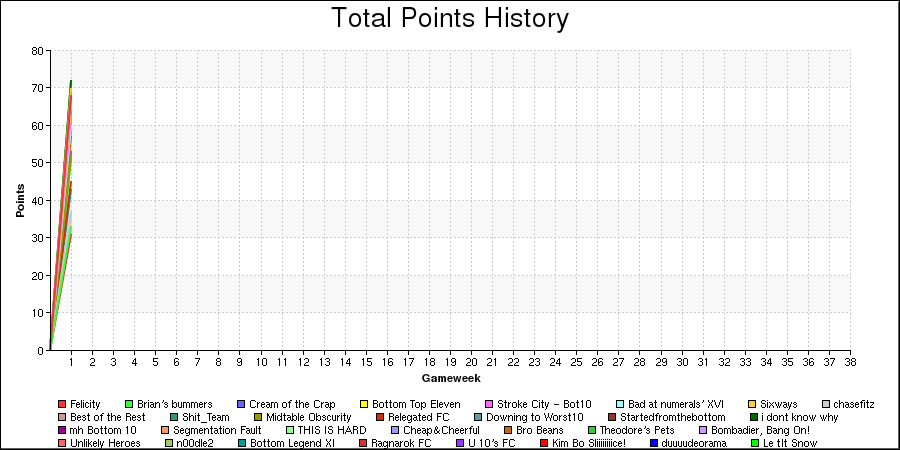 Total Points History
80
70
60
50
40
30
20
10
0
Points
1 2 3 4 5 6 7 8 9 10 11 12 13 14 15 16 17 18 19 20 21 22 23 24 25 26 27 28 29 30 31 32 33 34 35 36 37 38
Gameweek
Felicity Brian's bummers Cream of the Crap Bottom Top Eleven Stroke City - Bot10 Bad at numerals' XVI Sixways chasefitz
Best of the Rest Shit_Team Midtable Obscurity Relegated FC Downing to Worst10 Startedfromthebottom i dont know why
mh Bottom 10 Segmentation Fault THIS IS HARD Cheap&Cheerful Bro Beans Theodore's Pets Bombadier, Bang On!
Unlikely Heroes n00dle2 Bottom Legend XI Ragnarok FC U 10's FC Kim Bo Sliiiiiiiice! duuuudeorama Le tIt Snow